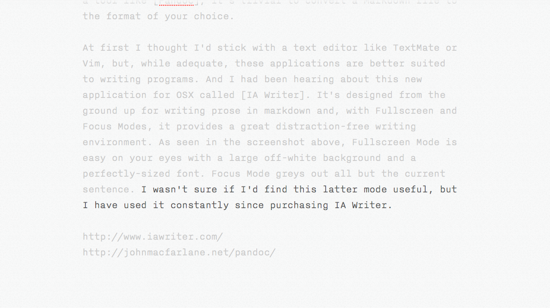 the format of your choice.
At first I thought I'd stick with a text editor like TextMate or
Vim, but, while adequate, these applications are better suited
to writing programs. And I had been hearing about this new
application for OSX called [IA Writer]. It's designed from the
ground up for writing prose in markdown and, with Fullscreen and
Focus Modes, it provides a great distraction-free writing
environment. As seen in the screenshot above, Fullscreen Mode is
easy on your eyes with a large off-white background and a
perfectly-sized font. Focus Mode greys out all but the current
sentence. I wasn't sure if I'd find this latter mode useful, but
I have used it constantly since purchasing IA Writer.
http://www.iawriter.com/
http://johnmacfarlane.net/pandoc/